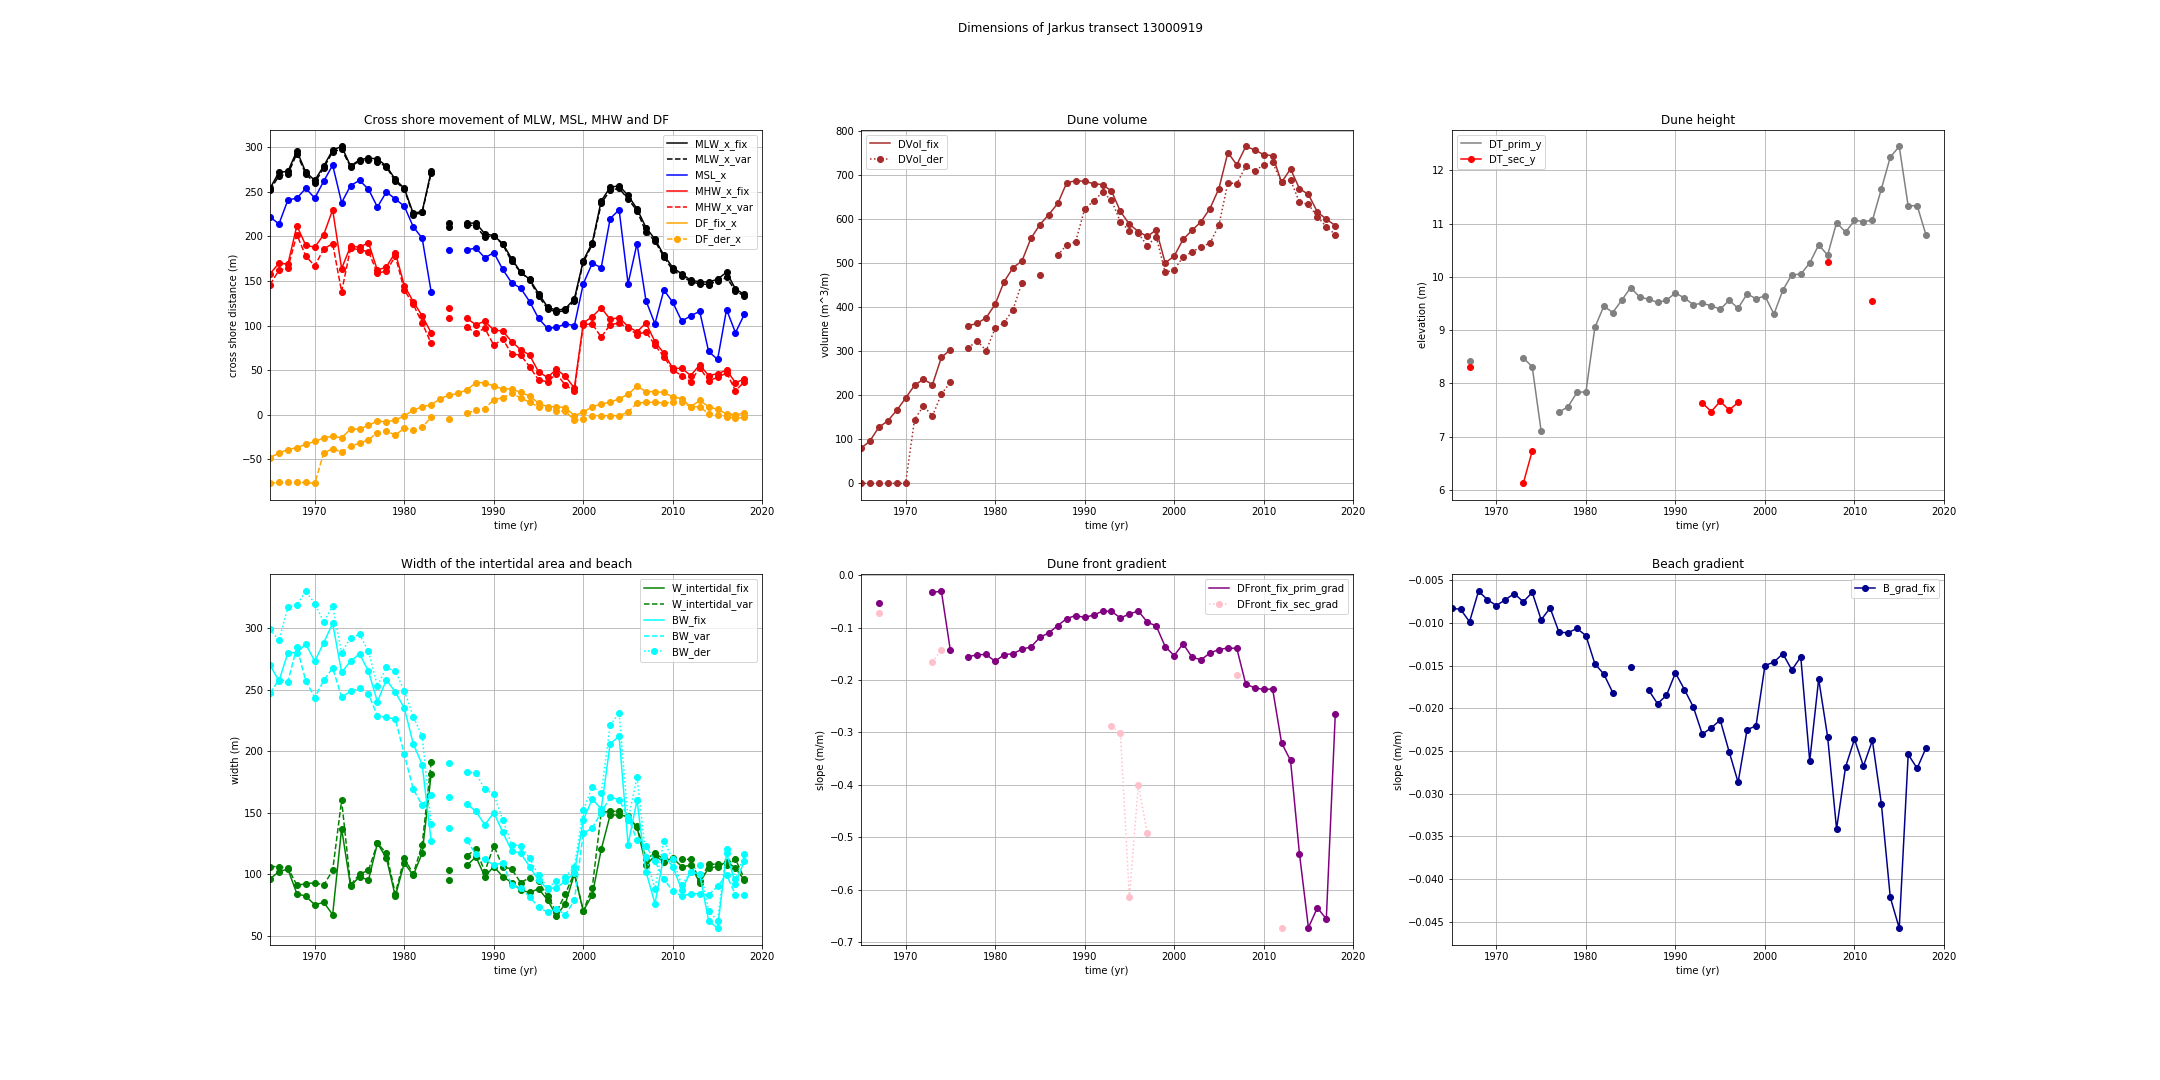 Dimensions of Jarkus transect 13000919
Cross shore movement of MLW, MSL, MHW and DF
cross shore distance (m)
300
250
200
150
100
50
0
−50
MLW_x_fix
MLW_x_var
MSL_x
MHW_x_fix
MHW_x_var
DF_fix_x
DF_der_x
1970 1980 1990 2000 2010 2020
time (yr)
Dune volume
volume (m^3/m)
800
700
600
500
400
300
200
100
0
DVol_fix
DVol_der
1970 1980 1990 2000 2010 2020
time (yr)
Dune height
elevation (m)
12
11
10
9
8
7
6
DT_prim_y
DT_sec_y
1970 1980 1990 2000 2010 2020
time (yr)
Width of the intertidal area and beach
width (m)
300
250
200
150
100
50
W_intertidal_fix
W_intertidal_var
BW_fix
BW_var
BW_der
1970 1980 1990 2000 2010 2020
time (yr)
Dune front gradient
slope (m/m)
0.0
−0.1
−0.2
−0.3
−0.4
−0.5
−0.6
−0.7
DFront_fix_prim_grad
DFront_fix_sec_grad
1970 1980 1990 2000 2010 2020
time (yr)
Beach gradient
slope (m/m)
−0.005
−0.010
−0.015
−0.020
−0.025
−0.030
−0.035
−0.040
−0.045
B_grad_fix
1970 1980 1990 2000 2010 2020
time (yr)